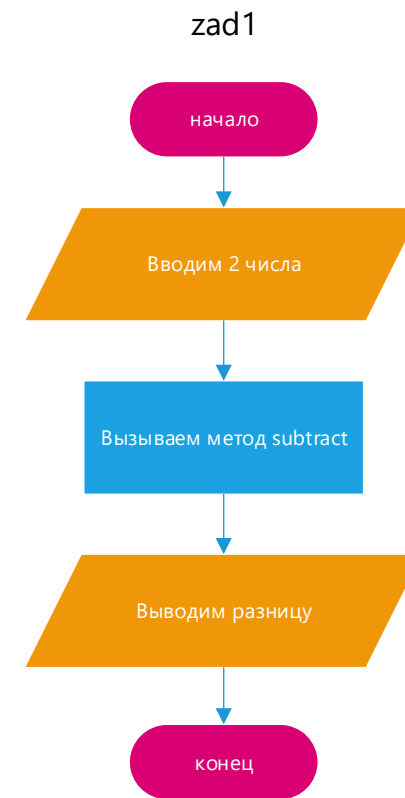 zad1
начало
Вводим 2 числа
Вызываем метод subtract
Выводим разницу
конец